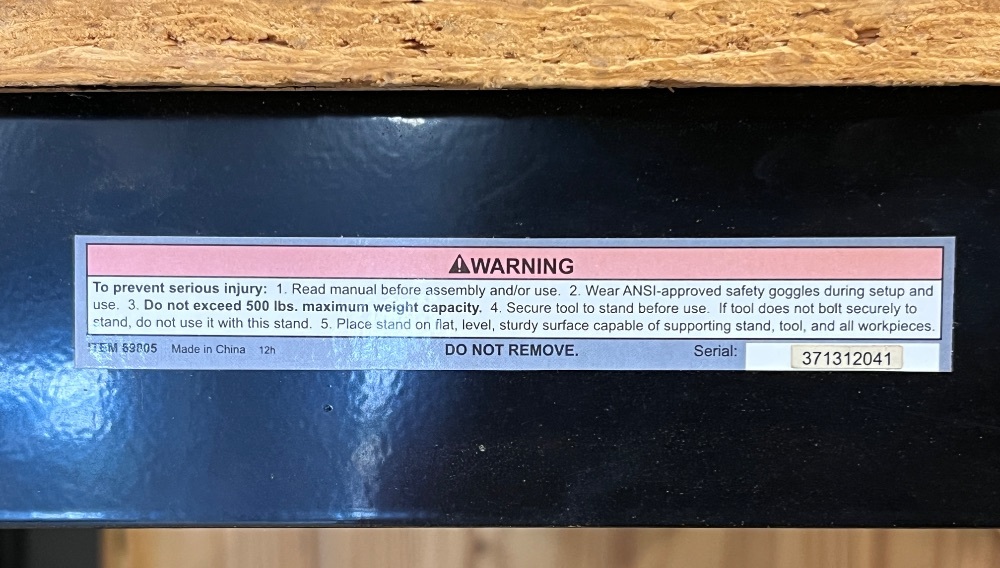 ⚠WARNING
To prevent serious injury: 1. Read manual before assembly and/or use. 2. Wear ANSI-approved safety goggles during setup and
use. 3. Do not exceed 500 lbs. maximum weight capacity. 4. Secure tool to stand before use. If tool does not bolt securely to
stand, do not use it with this stand. 5. Place stand on flat, level, sturdy surface capable of supporting stand, tool, and all workpieces.
ITEM 69805 Made in China 12h DO NOT REMOVE. Serial: 371312041